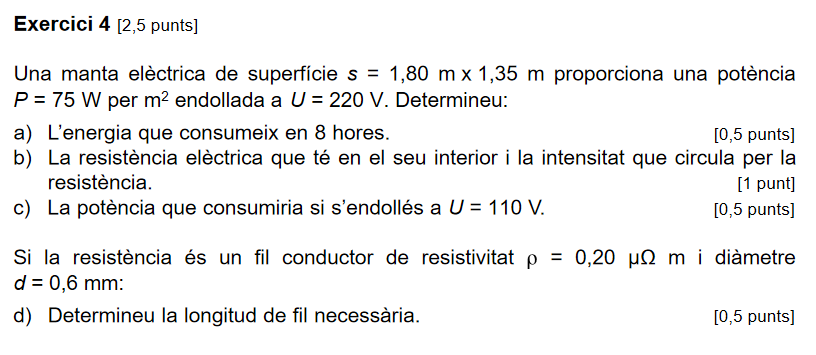 Exercici 4 [2,5 punts]
Una manta elèctrica de superfície s = 1,80 m x 1,35 m proporciona una potència
P = 75 W per m² endollada a U = 220 V. Determineu:
a) L’energia que consumeix en 8 hores. [0,5 punts]
b) La resistència elèctrica que té en el seu interior i la intensitat que circula per la
resistència. [1 punt]
c) La potència que consumiria si s’endollés a U = 110 V. [0,5 punts]
Si la resistència és un fil conductor de resistivitat ρ = 0,20 μΩ m i diàmetre
d = 0,6 mm:
d) Determineu la longitud de fil necessària. [0,5 punts]